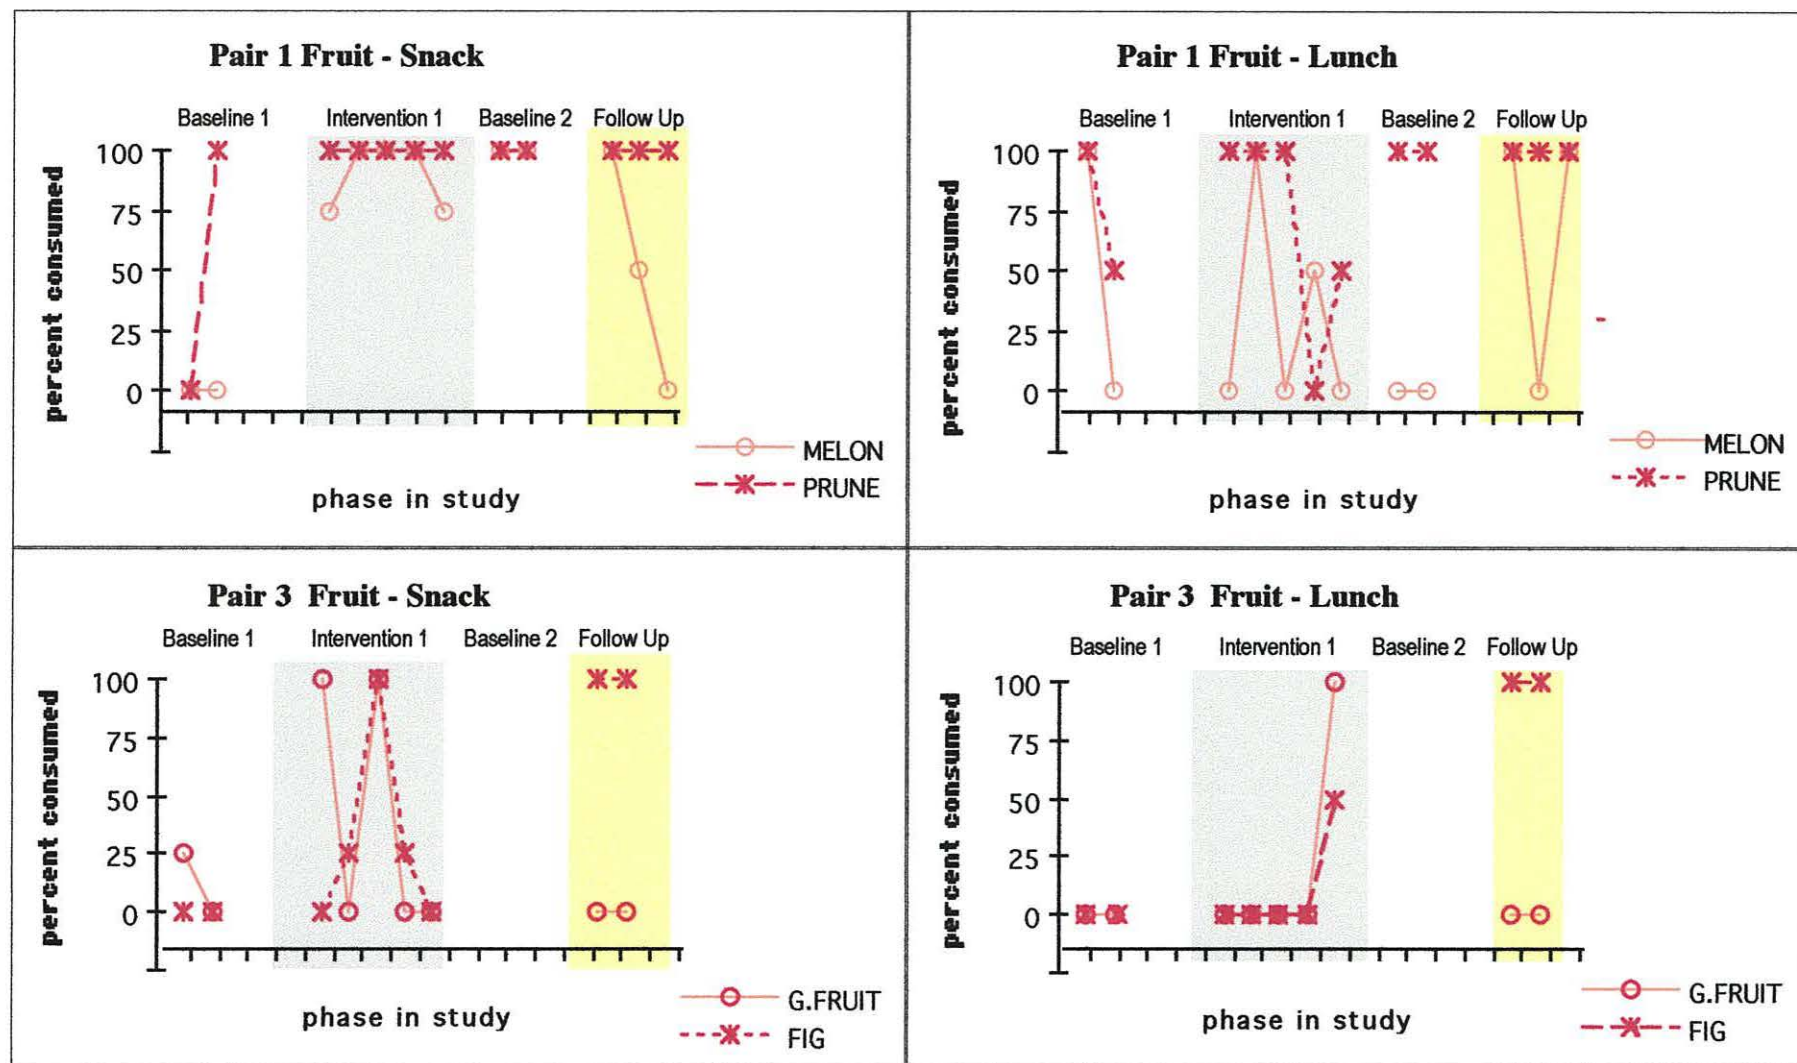 Pair 1 Fruit - Snack
Baseline 1 Intervention 1 Baseline 2 Follow Up
percent consumed
100
75
50
25
0
MELON
PRUNE
phase in study
Pair 1 Fruit - Lunch
Baseline 1 Intervention 1 Baseline 2 Follow Up
percent consumed
100
75
50
25
0
MELON
PRUNE
phase in study
Pair 3 Fruit - Snack
Baseline 1 Intervention 1 Baseline 2 Follow Up
percent consumed
100
75
50
25
0
G.FRUIT
FIG
phase in study
Pair 3 Fruit - Lunch
Baseline 1 Intervention 1 Baseline 2 Follow Up
percent consumed
100
75
50
25
0
G.FRUIT
FIG
phase in study